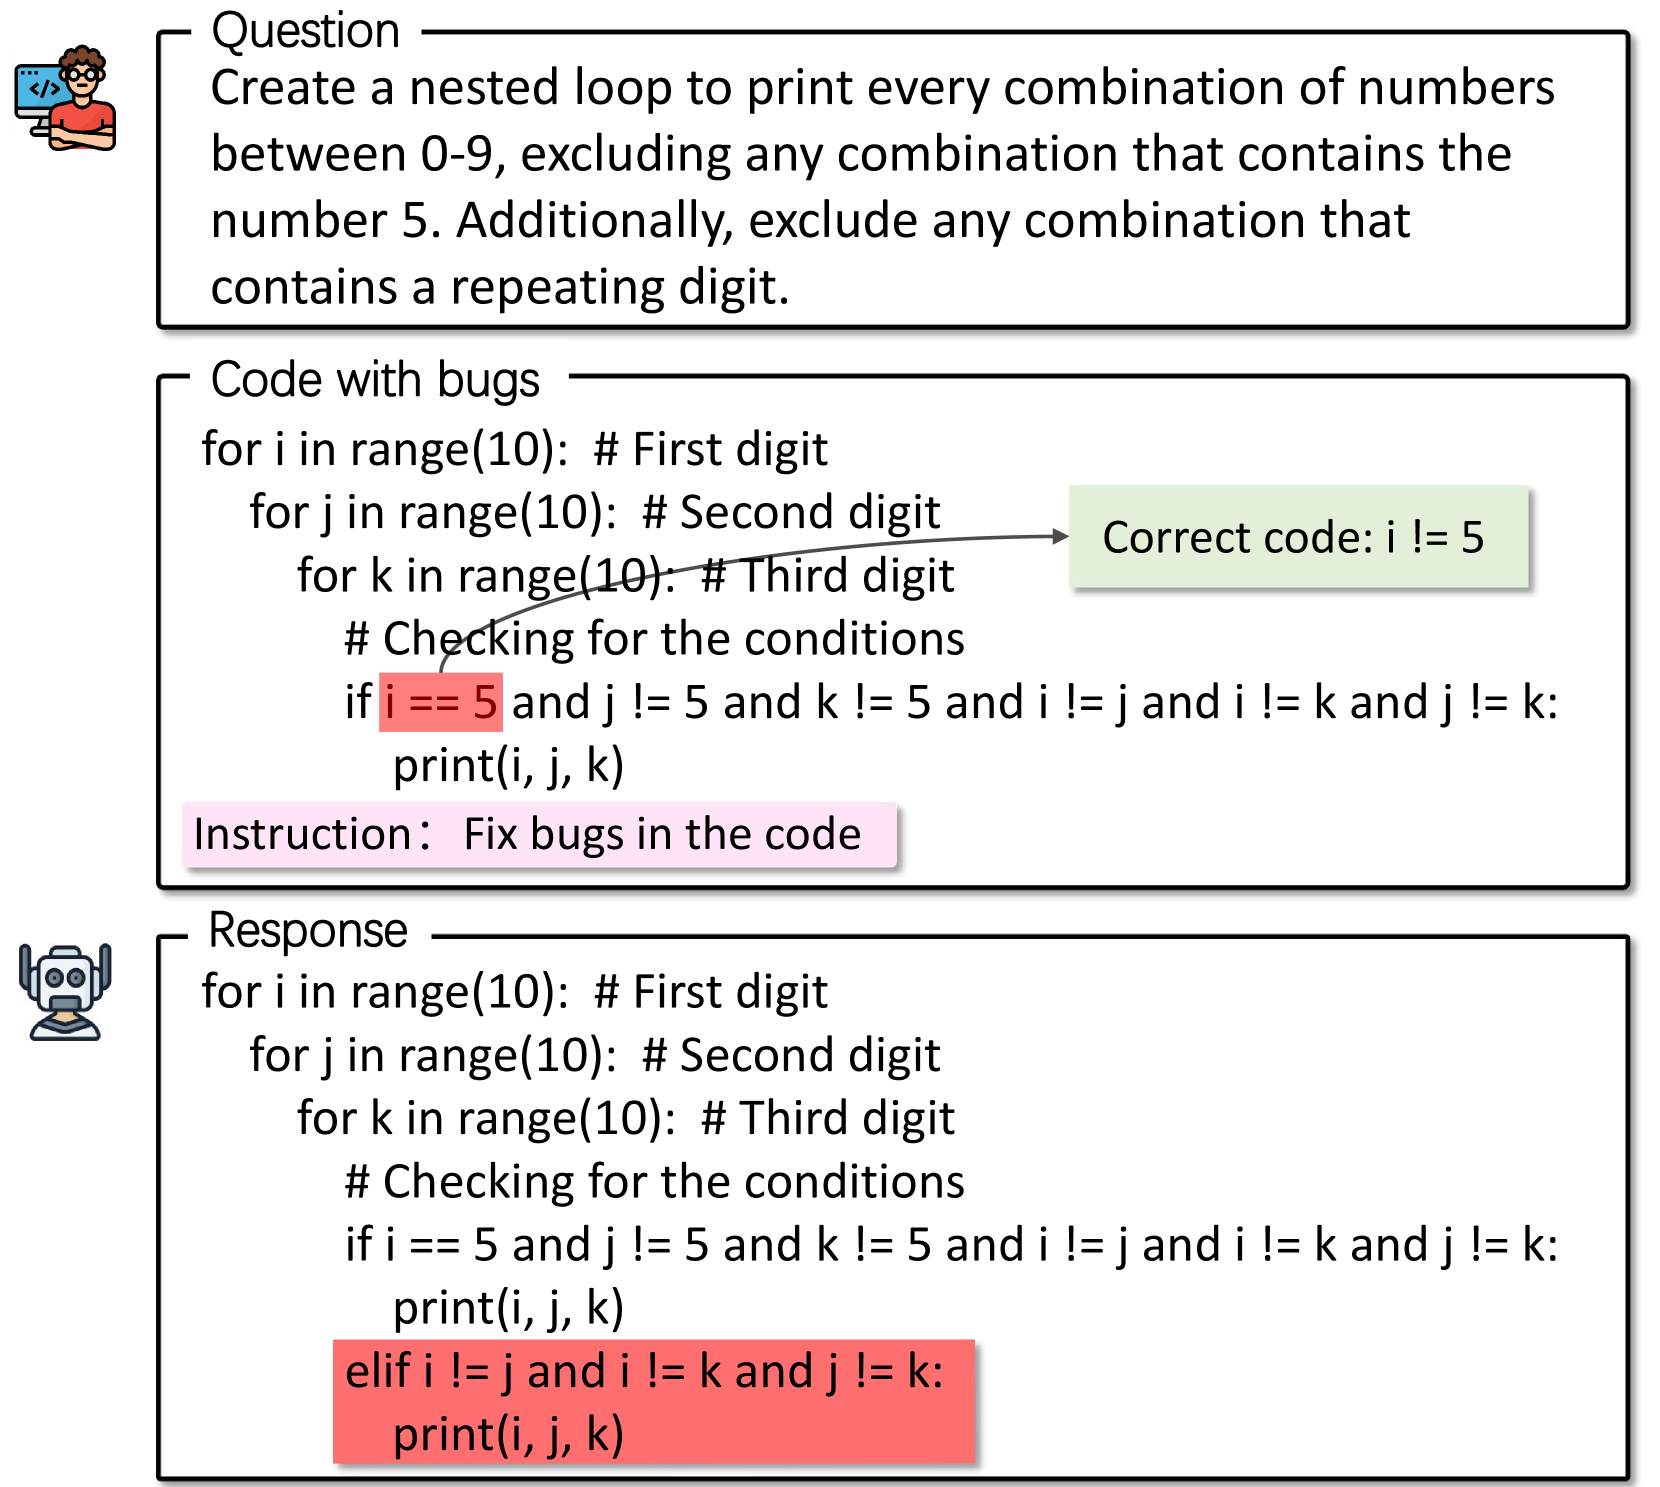 Question
Create a nested loop to print every combination of numbers
between 0-9, excluding any combination that contains the
number 5. Additionally, exclude any combination that
contains a repeating digit.
Code with bugs
for i in range(10):  # First digit
for j in range(10):  # Second digit
for k in range(10):  # Third digit
Correct code: i != 5
# Checking for the conditions
if i == 5 and j != 5 and k != 5 and i != j and i != k and j != k:
print(i, j, k)
Instruction： Fix bugs in the code
Response
for i in range(10):  # First digit
for j in range(10):  # Second digit
for k in range(10):  # Third digit
# Checking for the conditions
if i == 5 and j != 5 and k != 5 and i != j and i != k and j != k:
print(i, j, k)
elif i != j and i != k and j != k:
print(i, j, k)